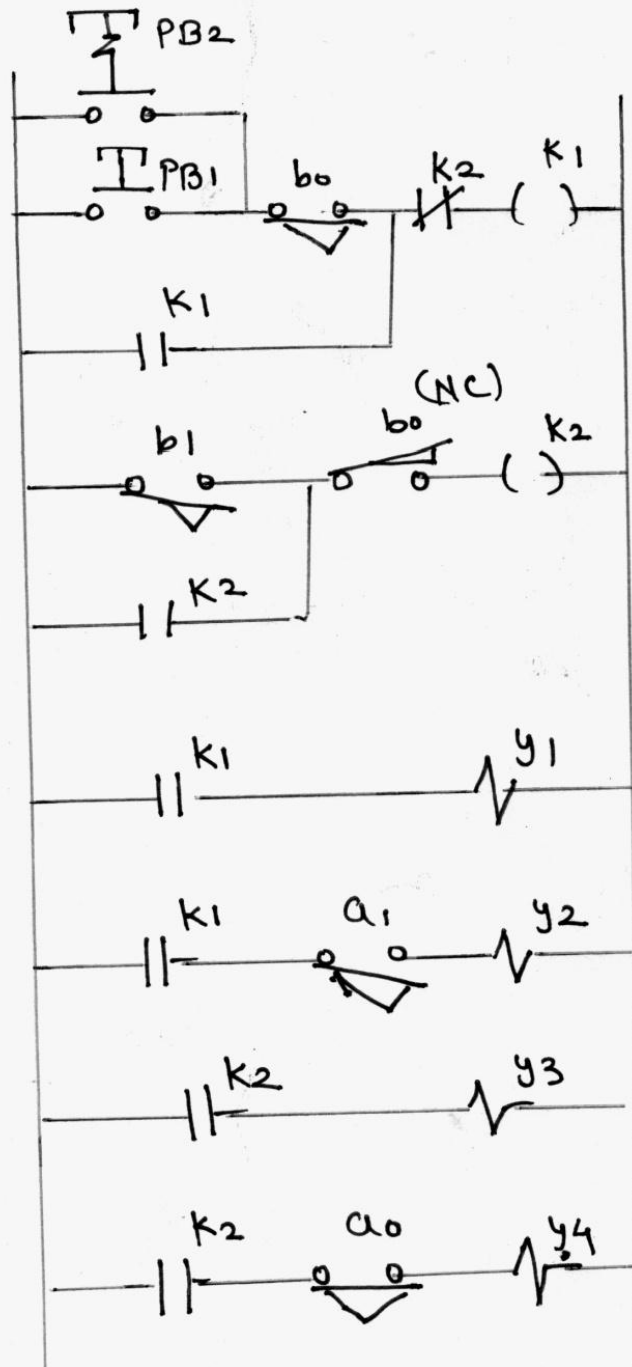 PB2
PB1 b0 K2 K1
K1
(NC)
b1 b0 K2
K2
K1 y1
K1 a1 y2
K2 y3
K2 a0 y4